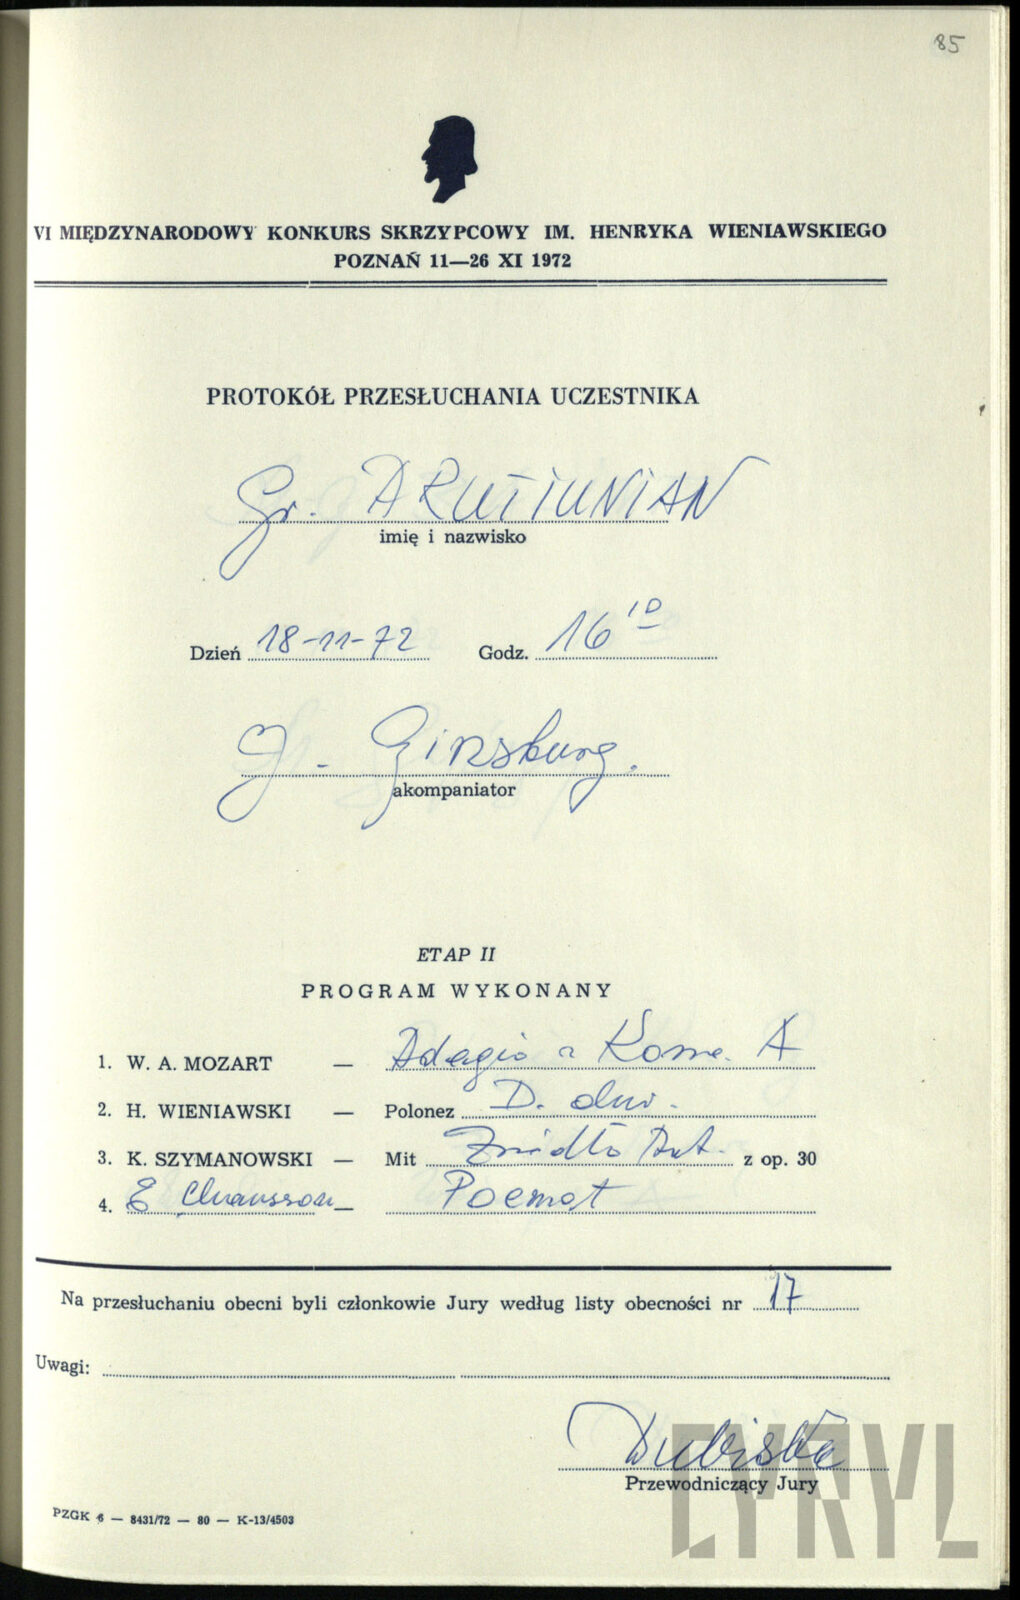 85
VI MIĘDZYNARODOWY KONKURS SKRZYPCOWY IM. HENRYKA WIENIAWSKIEGO
POZNAŃ 11—26 XI 1972
PROTOKÓŁ PRZESŁUCHANIA UCZESTNIKA
Gr. ARUTIUNIAN
imię i nazwisko
Dzień 18-11-72 Godz. 16 10
J. Ginsburg.
akompaniator
ETAP II
PROGRAM WYKONANY
1. W. A. MOZART — Adagio z Konc. A
2. H. WIENIAWSKI — Polonez D. dur.
3. K. SZYMANOWSKI — Mit Źródło Aret. z op. 30
4. E Chausson — Poemat
Na przesłuchaniu obecni byli członkowie Jury według listy obecności nr 17
Uwagi:
Dubiska
Przewodniczący Jury
PZGK 6 — 8431/72 — 80 — K-13/4503
CYRYL